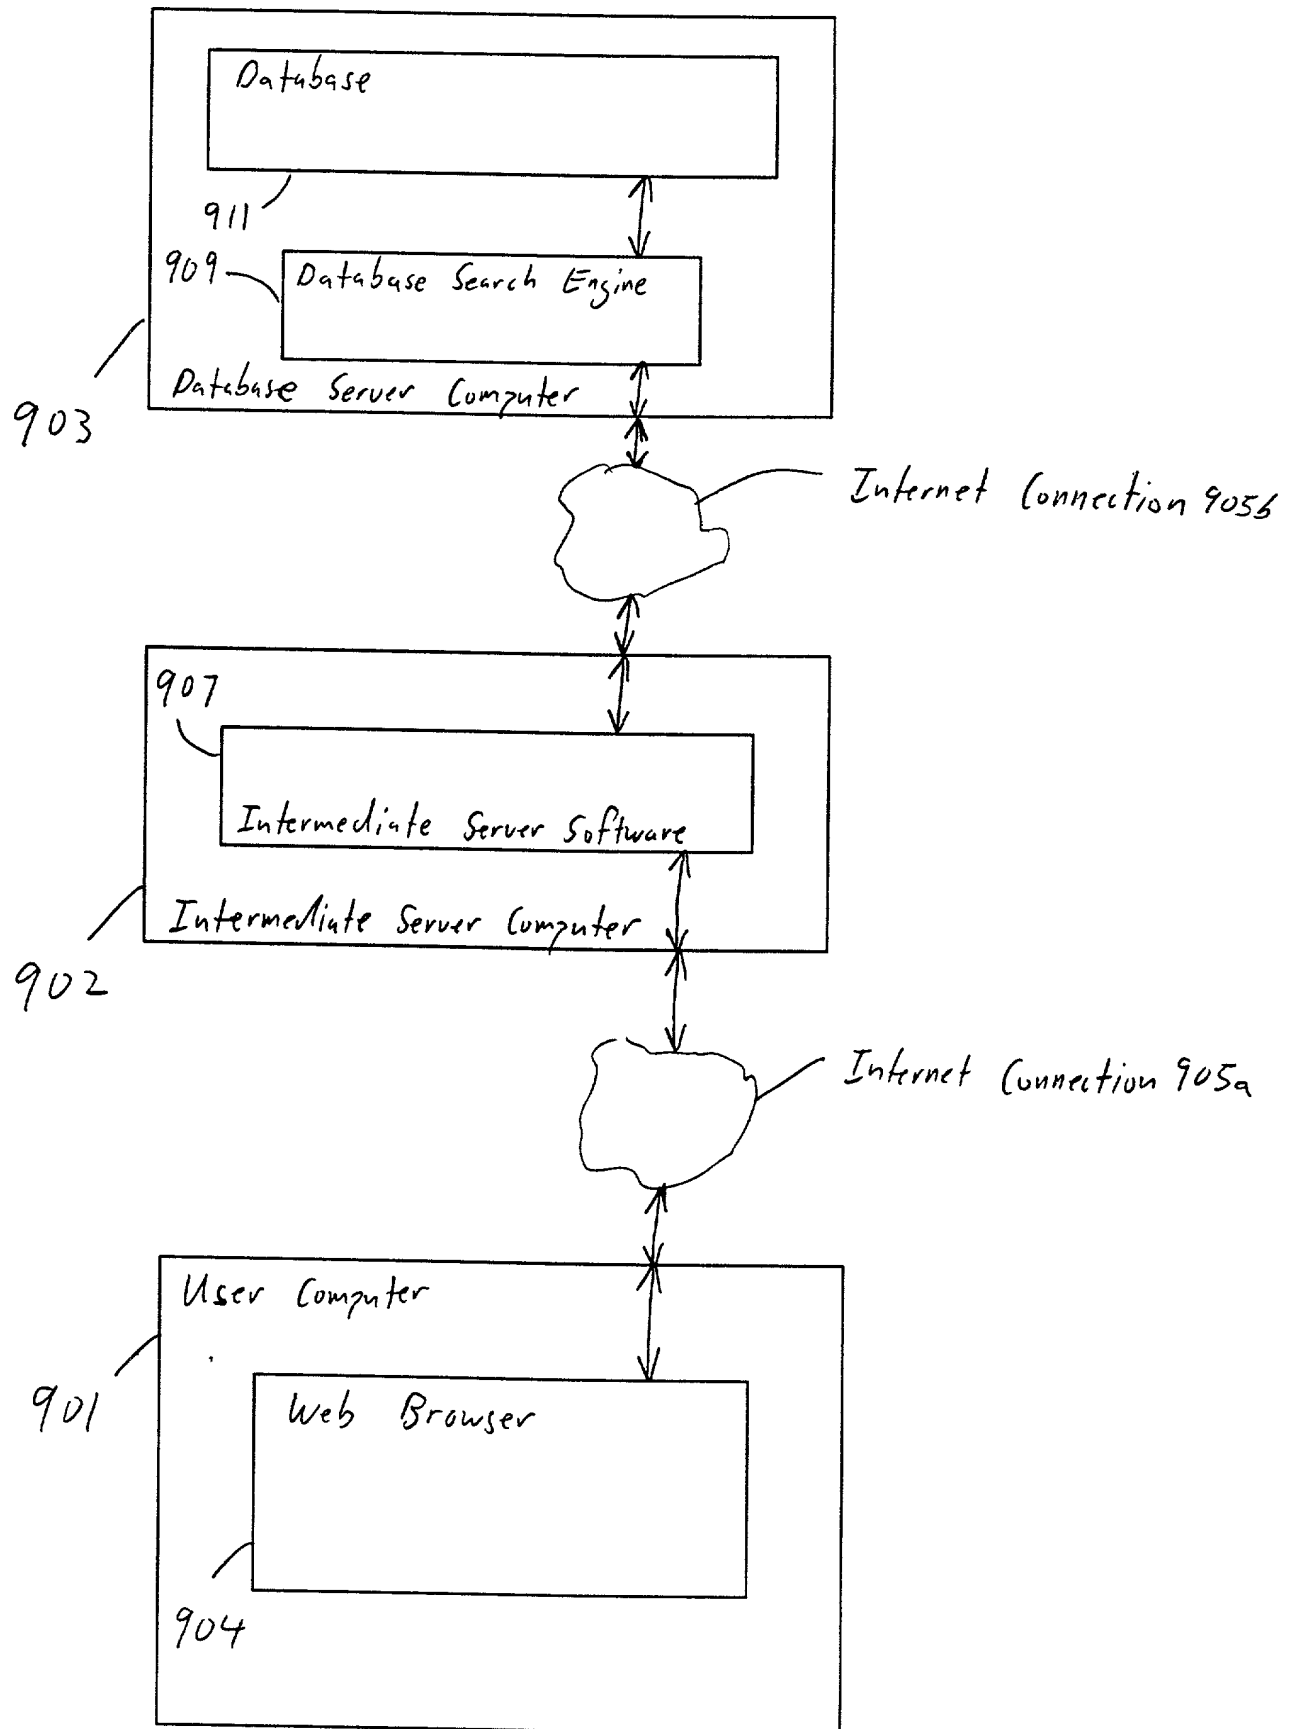 Database
911
909
Database Search Engine
Database Server Computer
903
Internet Connection 905b
907
Intermediate Server Software
Intermediate Server Computer
902
Internet Connection 905a
User Computer
901
Web Browser
904